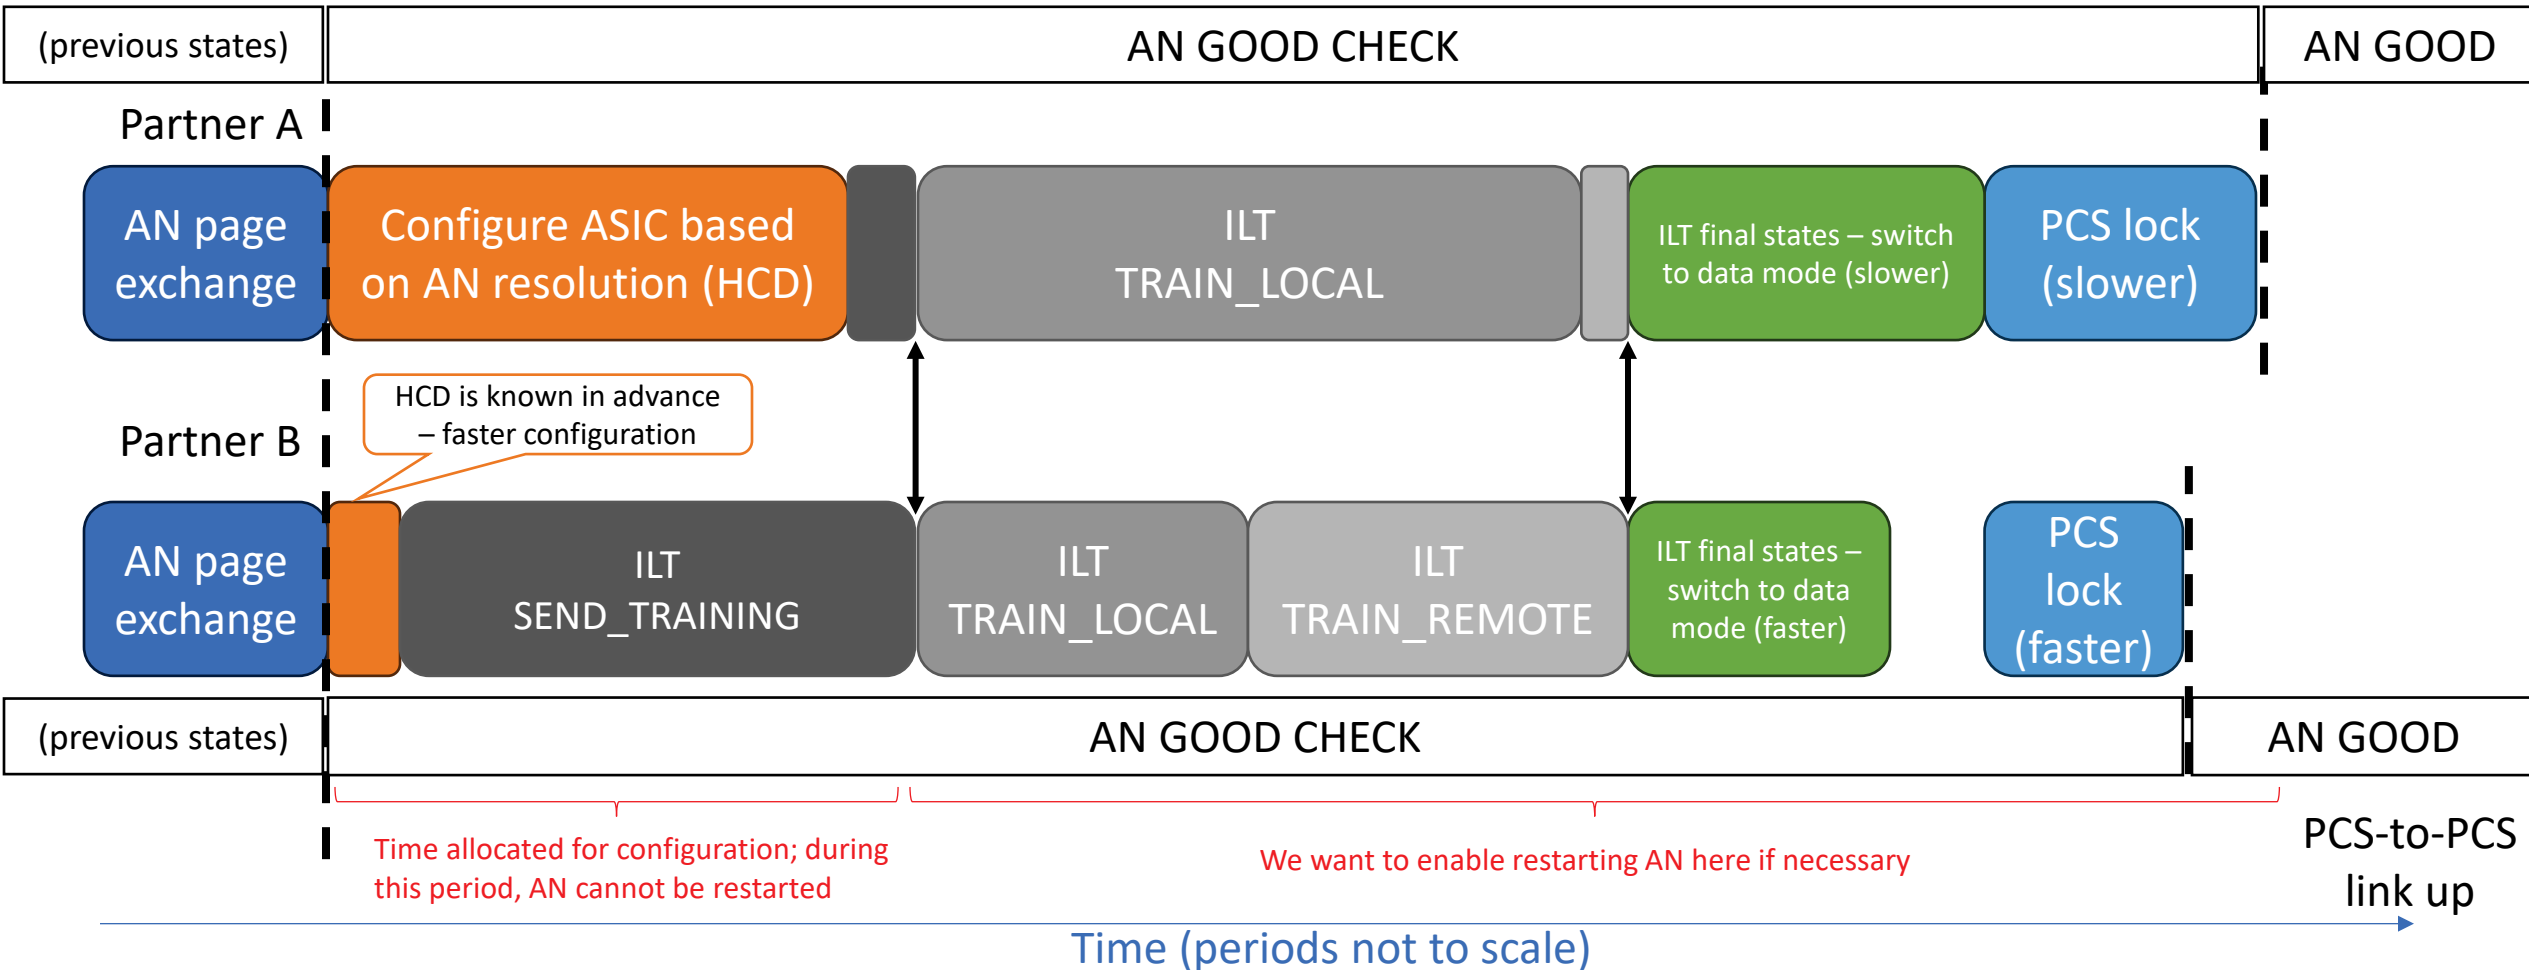 (previous states)
AN GOOD CHECK
AN GOOD
Partner A
AN page
exchange
Configure ASIC based
on AN resolution (HCD)
ILT
TRAIN_LOCAL
ILT final states – switch
to data mode (slower)
PCS lock
(slower)
HCD is known in advance
– faster configuration
Partner B
AN page
exchange
ILT
SEND_TRAINING
ILT
TRAIN_LOCAL
ILT
TRAIN_REMOTE
ILT final states –
switch to data
mode (faster)
PCS
lock
(faster)
(previous states)
AN GOOD CHECK
AN GOOD
Time allocated for configuration; during
this period, AN cannot be restarted
We want to enable restarting AN here if necessary
PCS-to-PCS
link up
Time (periods not to scale)